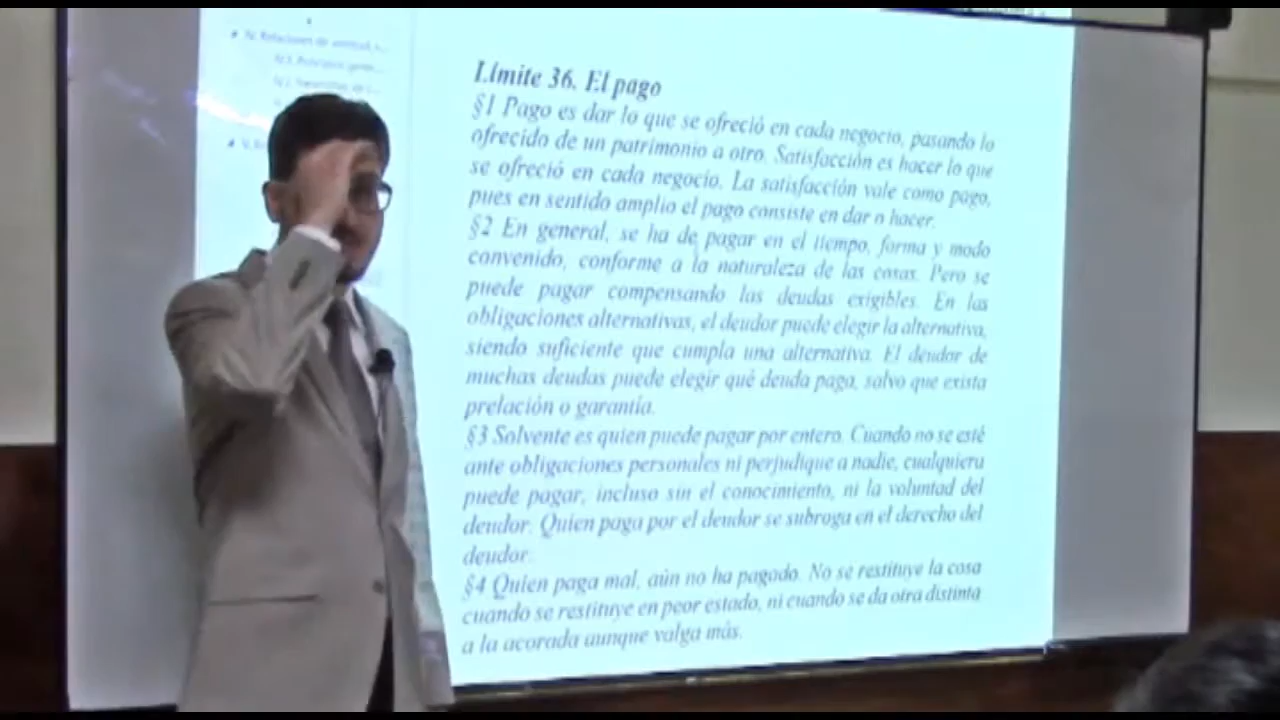 IV. Relaciones de
Límite 36. El pago
§1 Pago es dar lo que se ofreció en cada negocio, pasando lo
ofrecido de un patrimonio a otro. Satisfacción es hacer lo que
se ofreció en cada negocio. La satisfacción vale como pago,
pues en sentido amplio el pago consiste en dar o hacer.
§2 En general, se ha de pagar en el tiempo, forma y modo
convenido, conforme a la naturaleza de las cosas. Pero se
puede pagar compensando las deudas exigibles. En las
obligaciones alternativas, el deudor puede elegir la alternativa,
siendo suficiente que cumpla una alternativa. El deudor de
muchas deudas puede elegir qué deuda paga, salvo que exista
prelación o garantía.
§3 Solvente es quien puede pagar por entero. Cuando no se esté
ante obligaciones personales ni perjudique a nadie, cualquiera
puede pagar, incluso sin el conocimiento, ni la voluntad del
deudor. Quien paga por el deudor se subroga en el derecho del
deudor.
§4 Quien paga mal, aún no ha pagado. No se restituye la cosa
cuando se restituye en peor estado, ni cuando se da otra distinta
a la acorada aunque valga más.